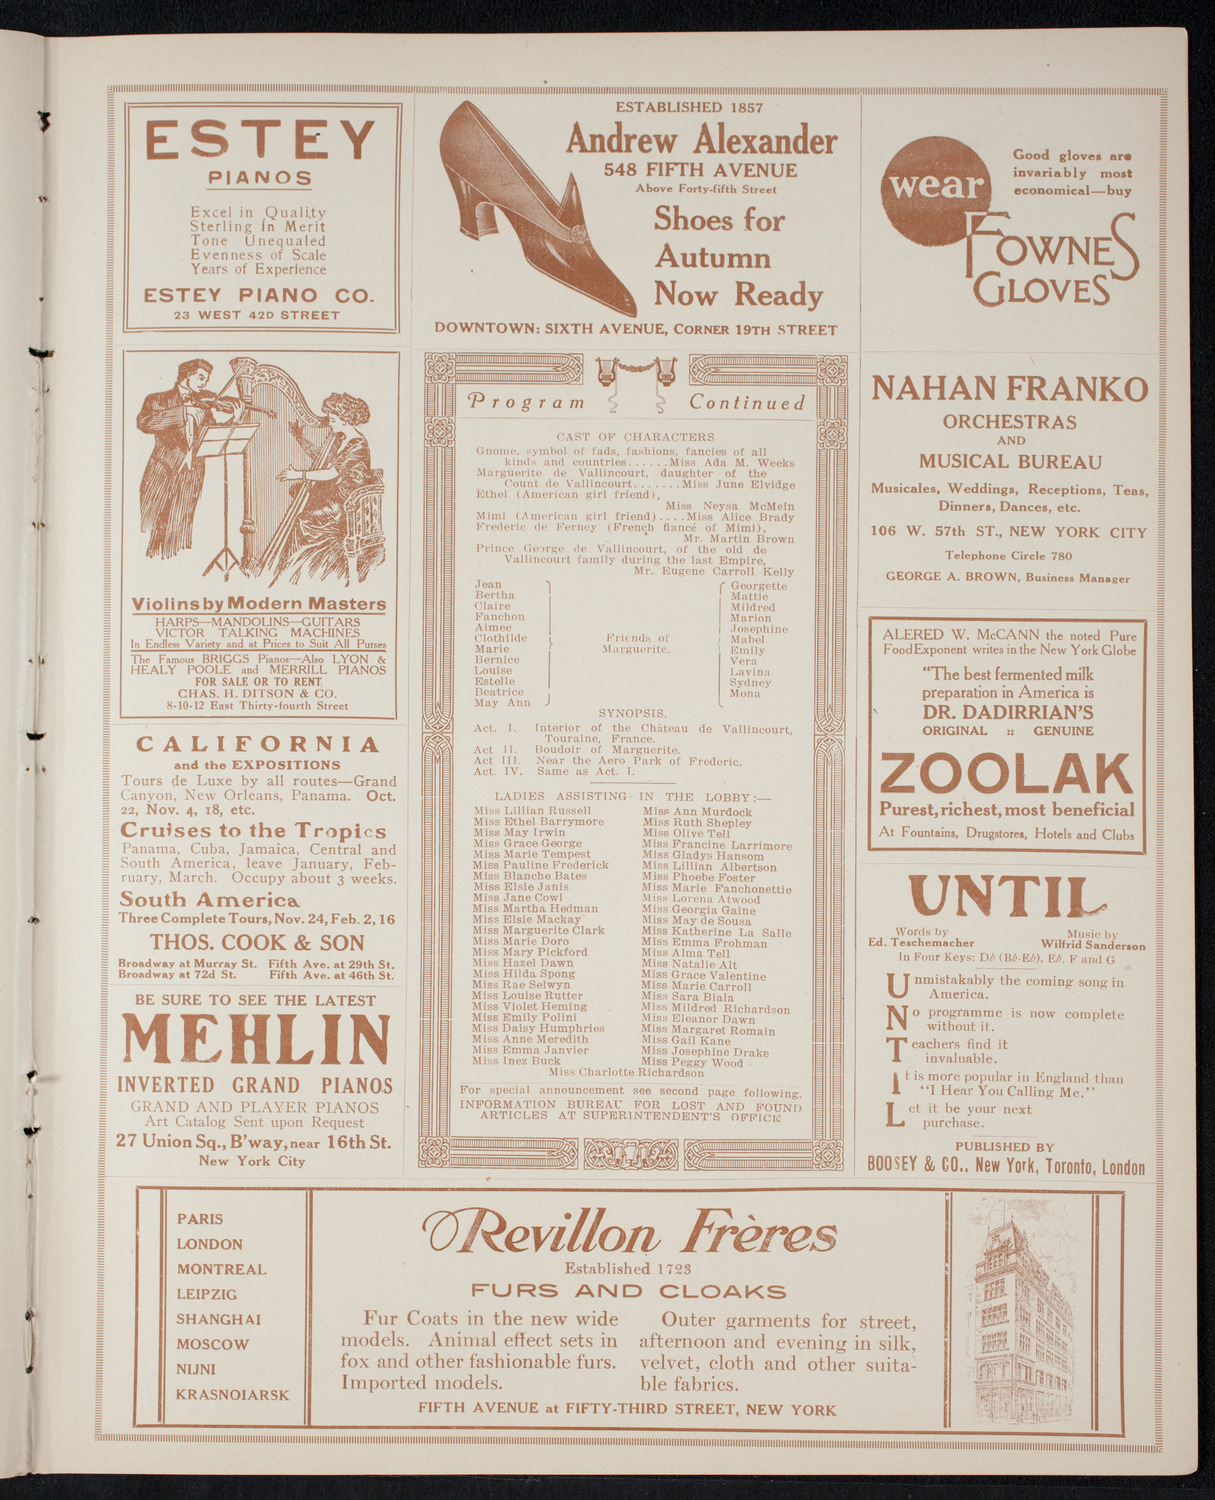 ESTEY
PIANOS
Excel in Quality
Sterling in Merit
Tone Unequaled
Evenness of Scale
Years of Experience
ESTEY PIANO CO.
23 WEST 42D STREET
ESTABLISHED 1857
Andrew Alexander
548 FIFTH AVENUE
Above Forty-fifth Street
Shoes for
Autumn
Now Ready
DOWNTOWN: SIXTH AVENUE, CORNER 19TH STREET
wear
Good gloves are
invariably most
economical—buy
FOWNES
GLOVES
Violins by Modern Masters
HARPS—MANDOLINS—GUITARS
VICTOR TALKING MACHINES
In Endless Variety and at Prices to Suit All Purses
The Famous BRIGGS Pianos—Also LYON &
HEALY POOLE and MERRILL PIANOS
FOR SALE OR TO RENT
CHAS. H. DITSON & CO.
8-10-12 East Thirty-fourth Street
CALIFORNIA
and the EXPOSITIONS
Tours de Luxe by all routes—Grand
Canyon, New Orleans, Panama. Oct.
22, Nov. 4, 18, etc.
Cruises to the Tropics
Panama, Cuba, Jamaica, Central and
South America, leave January, Feb-
ruary, March. Occupy about 3 weeks.
South America
Three Complete Tours, Nov. 24, Feb. 2, 16
THOS. COOK & SON
Broadway at Murray St. Fifth Ave. at 29th St.
Broadway at 72d St. Fifth Ave. at 46th St.
BE SURE TO SEE THE LATEST
MEHLIN
INVERTED GRAND PIANOS
GRAND AND PLAYER PIANOS
Art Catalog Sent upon Request
27 Union Sq., B'way, near 16th St.
New York City
Program Continued
CAST OF CHARACTERS
Gnome, symbol of fads, fashions, fancies of all
kinds and countries......Miss Ada M. Weeks
Marguerite de Vallincourt, daughter of the
Count de Vallincourt.......Miss June Elvidge
Ethel (American girl friend),
Miss Neysa McMein
Mimi (American girl friend)....Miss Alice Brady
Frederic de Ferney (French fiancé of Mimi),
Mr. Martin Brown
Prince George de Vallincourt, of the old de
Vallincourt family during the last Empire,
Mr. Eugene Carroll Kelly
Jean Georgette
Bertha Mattie
Claire Mildred
Fanchon Marion
Aimee Josephine
Clothilde Friends of Mabel
Marie Marguerite. Emily
Bernice Vera
Louise Lavina
Estelle Sydney
Beatrice Mona
May Ann
SYNOPSIS.
Act. I. Interior of the Château de Vallincourt,
Touraine, France.
Act II. Boudoir of Marguerite.
Act III. Near the Aero Park of Frederic.
Act. IV. Same as Act. I.
LADIES ASSISTING IN THE LOBBY:—
Miss Lillian Russell Miss Ann Murdock
Miss Ethel Barrymore Miss Ruth Shepley
Miss May Irwin Miss Olive Tell
Miss Grace George Miss Francine Larrimore
Miss Marie Tempest Miss Gladys Hansom
Miss Pauline Frederick Miss Lillian Albertson
Miss Blanche Bates Miss Phoebe Foster
Miss Elsie Janis Miss Marie Fanchonettie
Miss Jane Cowl Miss Lorena Atwood
Miss Martha Hedman Miss Georgia Gaine
Miss Elsie Mackay Miss May de Sousa
Miss Marguerite Clark Miss Katherine La Salle
Miss Marie Doro Miss Emma Frohman
Miss Mary Pickford Miss Alma Tell
Miss Hazel Dawn Miss Natalie Alt
Miss Hilda Spong Miss Grace Valentine
Miss Rae Selwyn Miss Marie Carroll
Miss Louise Rutter Miss Sara Biala
Miss Violet Heming Miss Mildred Richardson
Miss Emily Polini Miss Eleanor Dawn
Miss Daisy Humphries Miss Margaret Romain
Miss Anne Meredith Miss Gail Kane
Miss Emma Janvier Miss Josephine Drake
Miss Inez Buck Miss Peggy Wood
Miss Charlotte Richardson
For special announcement see second page following.
INFORMATION BUREAU FOR LOST AND FOUND
ARTICLES AT SUPERINTENDENT'S OFFICE
NAHAN FRANKO
ORCHESTRAS
AND
MUSICAL BUREAU
Musicales, Weddings, Receptions, Teas,
Dinners, Dances, etc.
106 W. 57th ST., NEW YORK CITY
Telephone Circle 780
GEORGE A. BROWN, Business Manager
ALERED W. McCANN the noted Pure
Food Exponent writes in the New York Globe
"The best fermented milk
preparation in America is
DR. DADIRRIAN'S
ORIGINAL :: GENUINE
ZOOLAK
Purest, richest, most beneficial
At Fountains, Drugstores, Hotels and Clubs
UNTIL
Words by Music by
Ed. Teschemacher Wilfrid Sanderson
In Four Keys: Db (Bb-Eb), Eb, F and G
Unmistakably the coming song in
America.
No programme is now complete
without it.
Teachers find it
invaluable.
It is more popular in England than
"I Hear You Calling Me."
Let it be your next
purchase.
PUBLISHED BY
BOOSEY & CO., New York, Toronto, London
PARIS
LONDON
MONTREAL
LEIPZIG
SHANGHAI
MOSCOW
NIJNI
KRASNOIARSK
Revillon Frères
Established 1723
FURS AND CLOAKS
Fur Coats in the new wide
models. Animal effect sets in
fox and other fashionable furs.
Imported models.
Outer garments for street,
afternoon and evening in silk,
velvet, cloth and other suita-
ble fabrics.
FIFTH AVENUE at FIFTY-THIRD STREET, NEW YORK